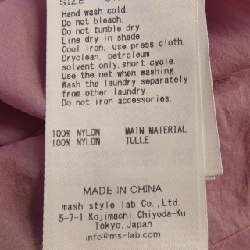 Hand wash cold.
Do not bleach.
Do not tumble dry
Line dry in shade
Cool iron, use press cloth.
Dryclean, petroleum
solvent only, short cycle.
Use the net when washing
Wash the laundry separately
from other laundry.
Do not iron accessories.
100% NYLON MAIN MATERIAL
100% NYLON TULLE
MADE IN CHINA
mash style lab Co., Ltd.
5-7-1 Kojimachi, Chiyoda-Ku
Tokyo, Japan
info@ms-lab.com